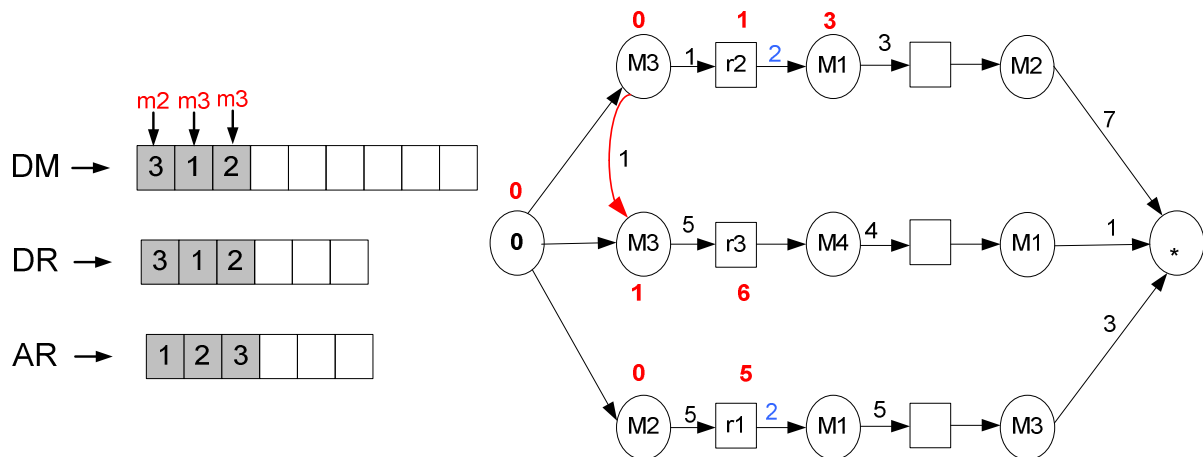 m2 m3 m3
DM 3 1 2
DR 3 1 2
AR 1 2 3
0 1 3
M3 1 r2 2 M1 3 M2
7
1
0
0
M3 5 r3 M4 4 M1 1 *
1 6
3
0 5
M2 5 r1 2 M1 5 M3